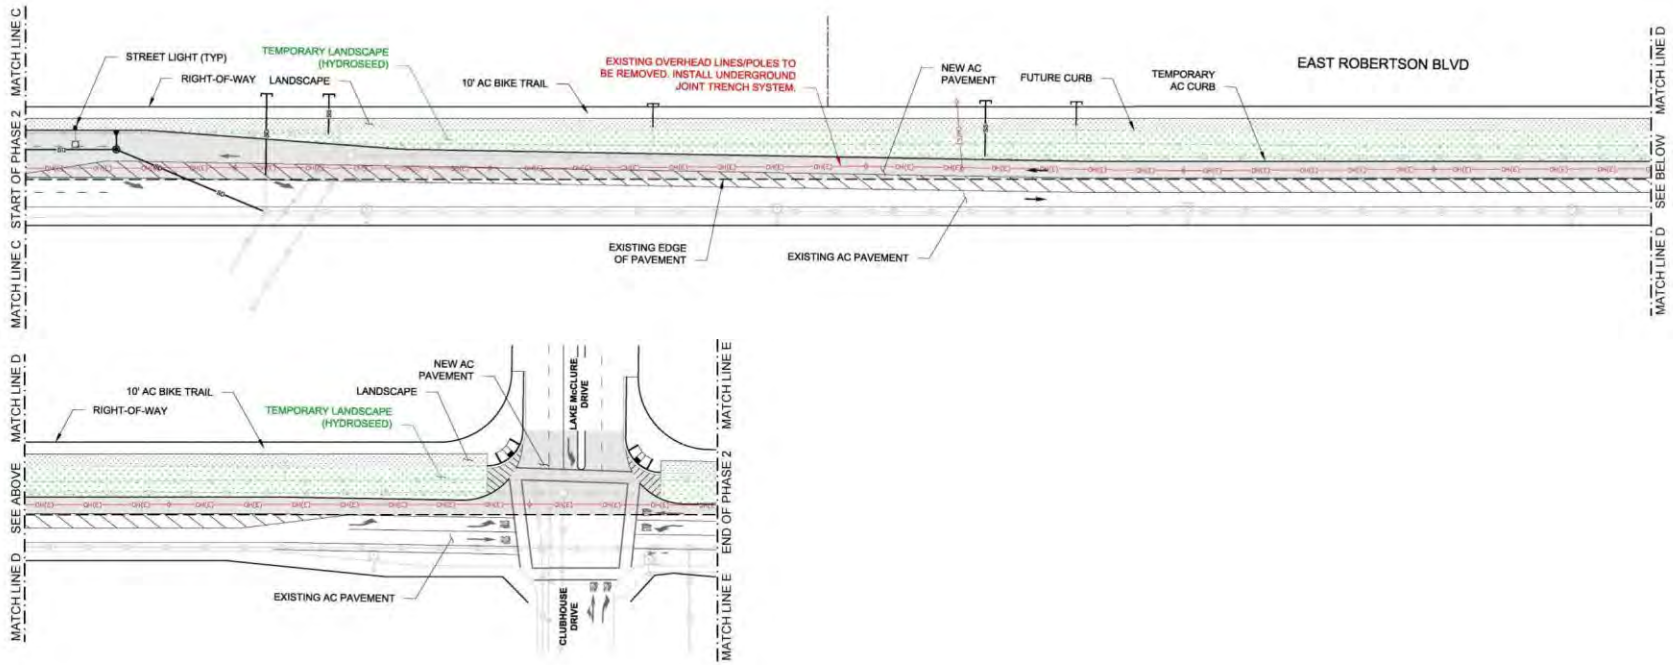 MATCH LINE C
START OF PHASE 2
MATCH LINE C
STREET LIGHT (TYP)
RIGHT-OF-WAY
TEMPORARY LANDSCAPE
(HYDROSEED)
LANDSCAPE
10' AC BIKE TRAIL
EXISTING OVERHEAD LINES/POLES TO
BE REMOVED. INSTALL UNDERGROUND
JOINT TRENCH SYSTEM.
NEW AC
PAVEMENT
FUTURE CURB
TEMPORARY
AC CURB
EAST ROBERTSON BLVD
EXISTING EDGE
OF PAVEMENT
EXISTING AC PAVEMENT
MATCH LINE D
SEE BELOW
MATCH LINE D
MATCH LINE D
SEE ABOVE
MATCH LINE D
10' AC BIKE TRAIL
RIGHT-OF-WAY
TEMPORARY LANDSCAPE
(HYDROSEED)
LANDSCAPE
NEW AC
PAVEMENT
LAKE McCLURE
DRIVE
EXISTING AC PAVEMENT
CLUBHOUSE
DRIVE
MATCH LINE E
END OF PHASE 2
MATCH LINE E